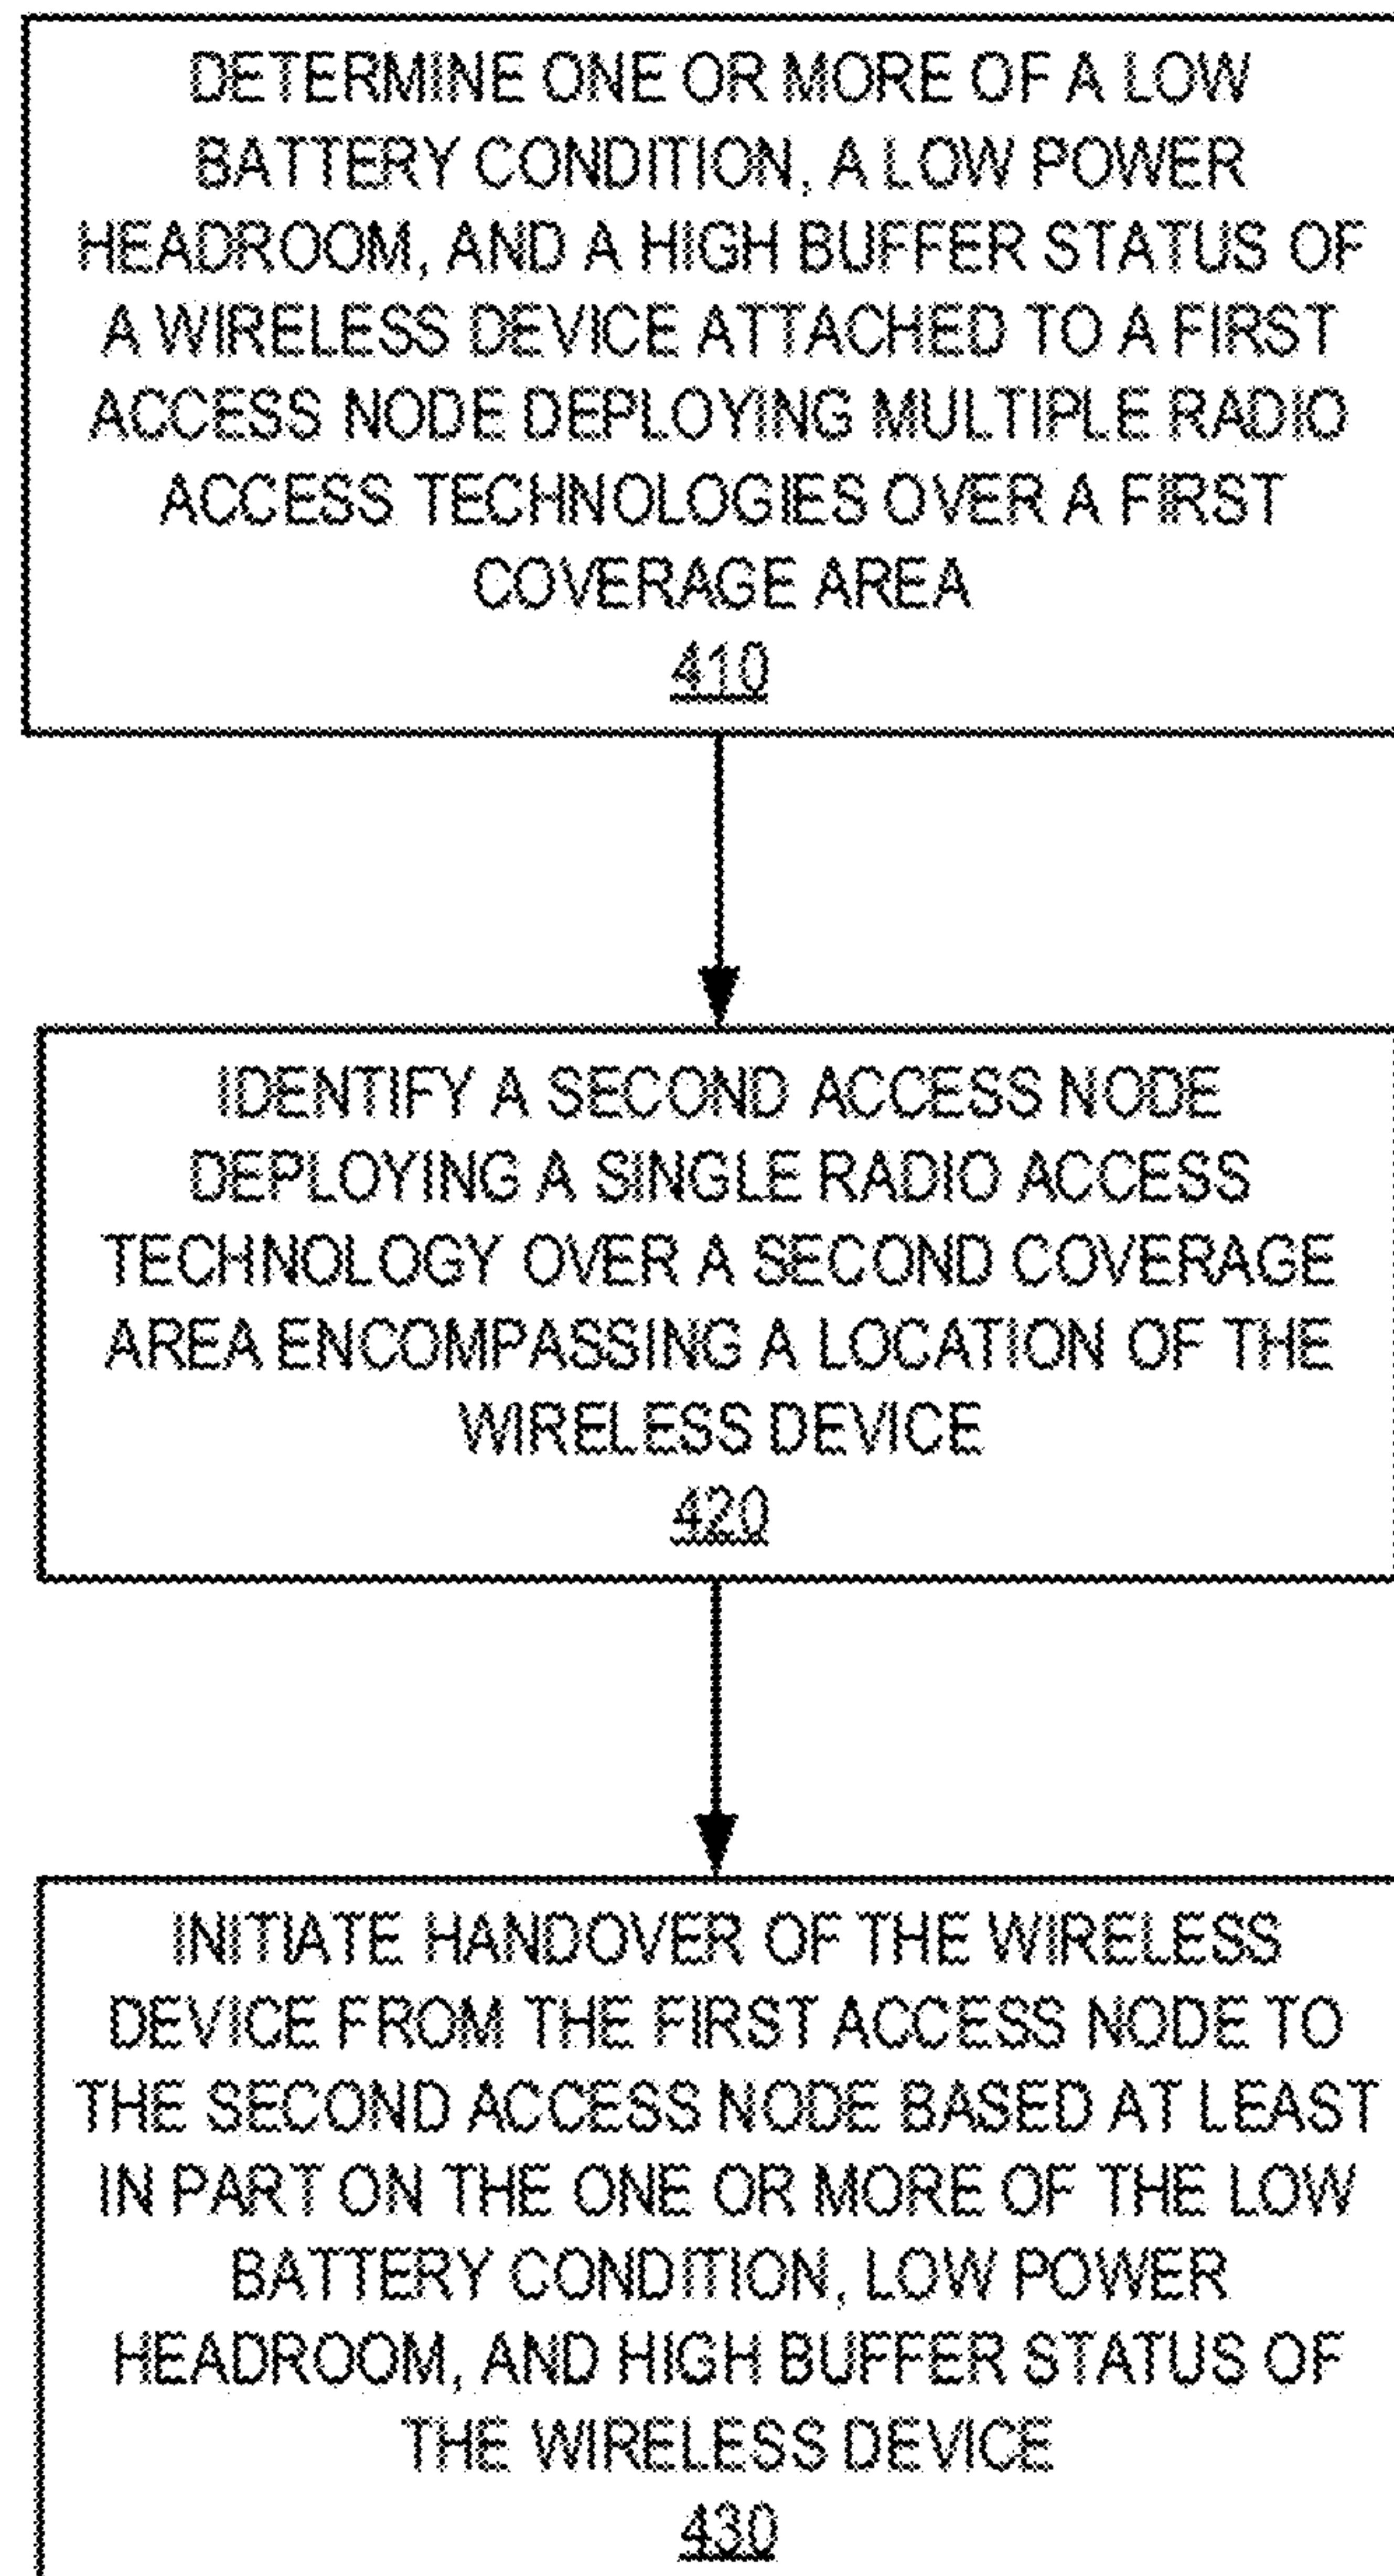 DETERMINE ONE OR MORE OF A LOW
BATTERY CONDITION, A LOW POWER
HEADROOM, AND A HIGH BUFFER STATUS OF
A WIRELESS DEVICE ATTACHED TO A FIRST
ACCESS NODE DEPLOYING MULTIPLE RADIO
ACCESS TECHNOLOGIES OVER A FIRST
COVERAGE AREA
410
IDENTIFY A SECOND ACCESS NODE
DEPLOYING A SINGLE RADIO ACCESS
TECHNOLOGY OVER A SECOND COVERAGE
AREA ENCOMPASSING A LOCATION OF THE
WIRELESS DEVICE
420
INITIATE HANDOVER OF THE WIRELESS
DEVICE FROM THE FIRST ACCESS NODE TO
THE SECOND ACCESS NODE BASED AT LEAST
IN PART ON THE ONE OR MORE OF THE LOW
BATTERY CONDITION, LOW POWER
HEADROOM, AND HIGH BUFFER STATUS OF
THE WIRELESS DEVICE
430